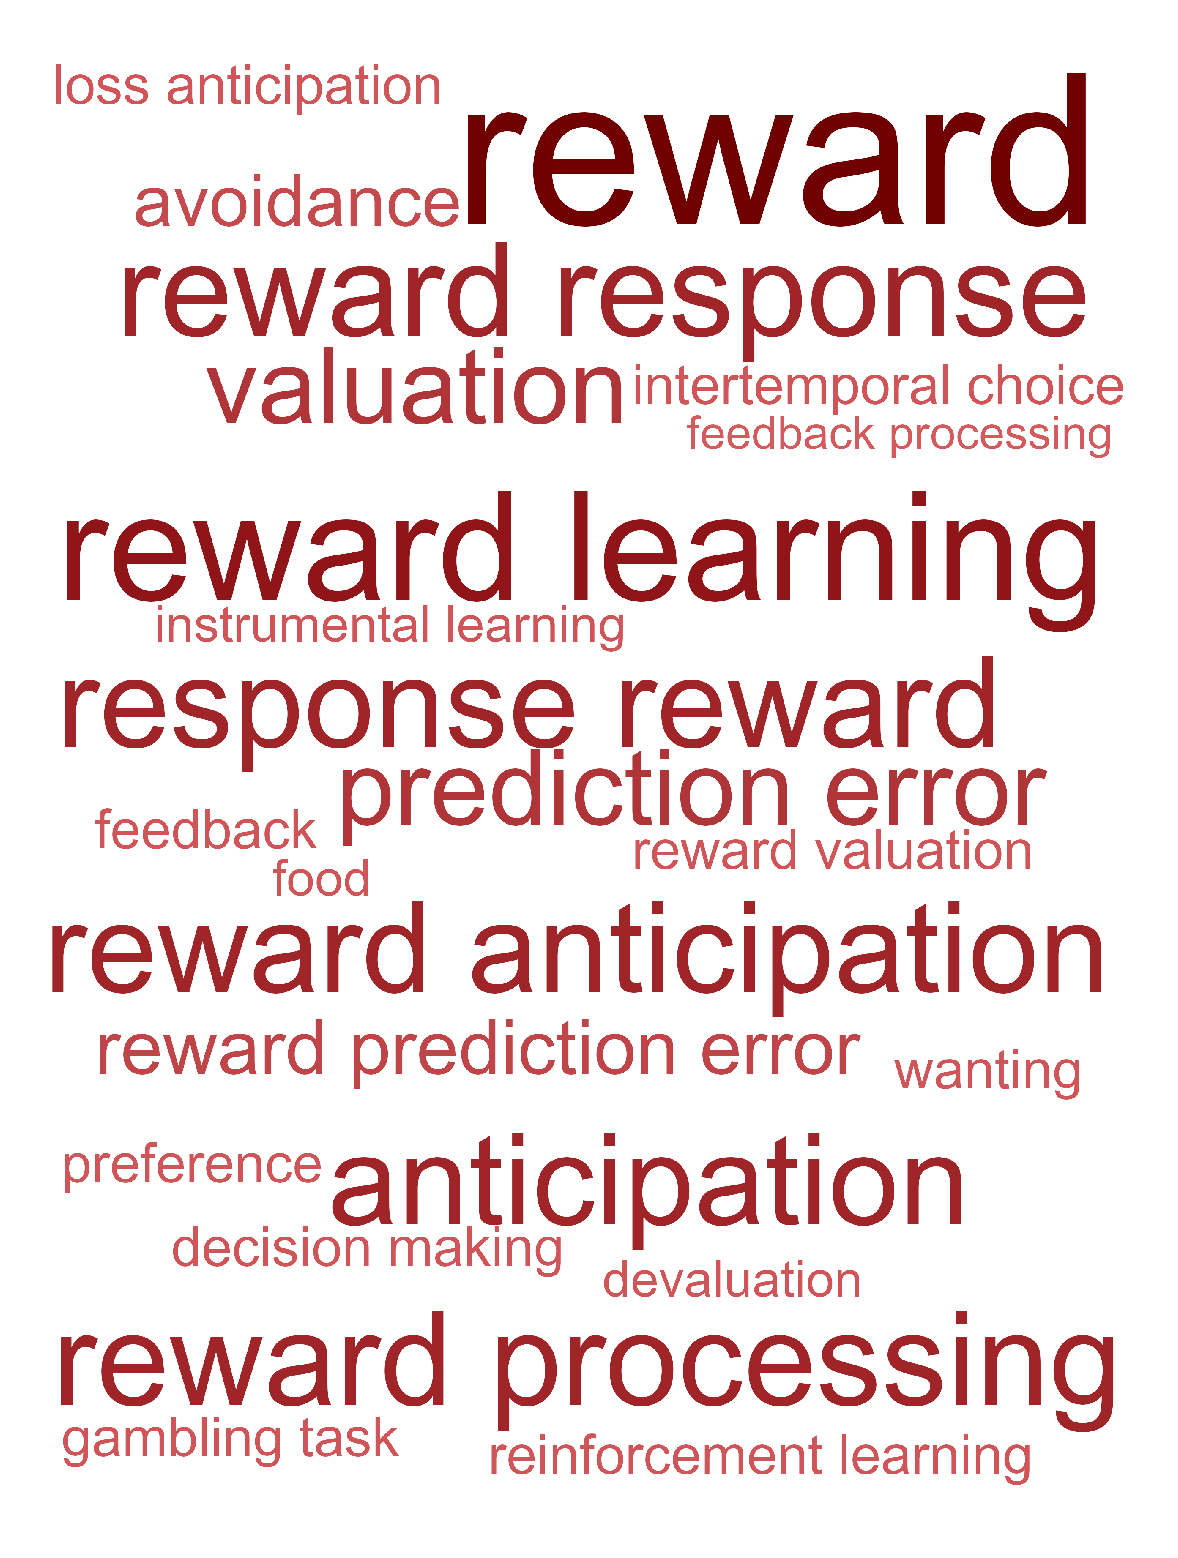 loss anticipation
reward
avoidance
reward response
valuation
intertemporal choice
feedback processing
reward learning
instrumental learning
response reward
prediction error
feedback
reward valuation
food
reward anticipation
reward prediction error
wanting
preference
anticipation
decision making
devaluation
reward processing
gambling task
reinforcement learning